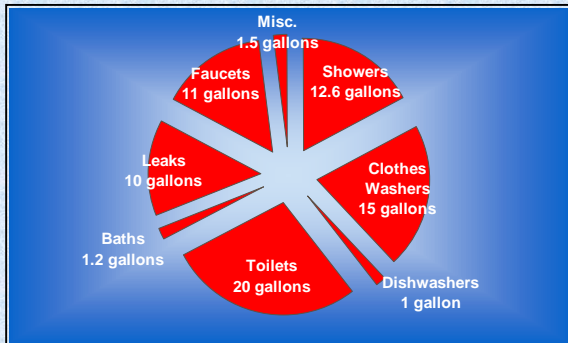 Misc.
1.5 gallons
Showers
12.6 gallons
Clothes
Washers
15 gallons
Dishwashers
1 gallon
Toilets
20 gallons
Baths
1.2 gallons
Leaks
10 gallons
Faucets
11 gallons